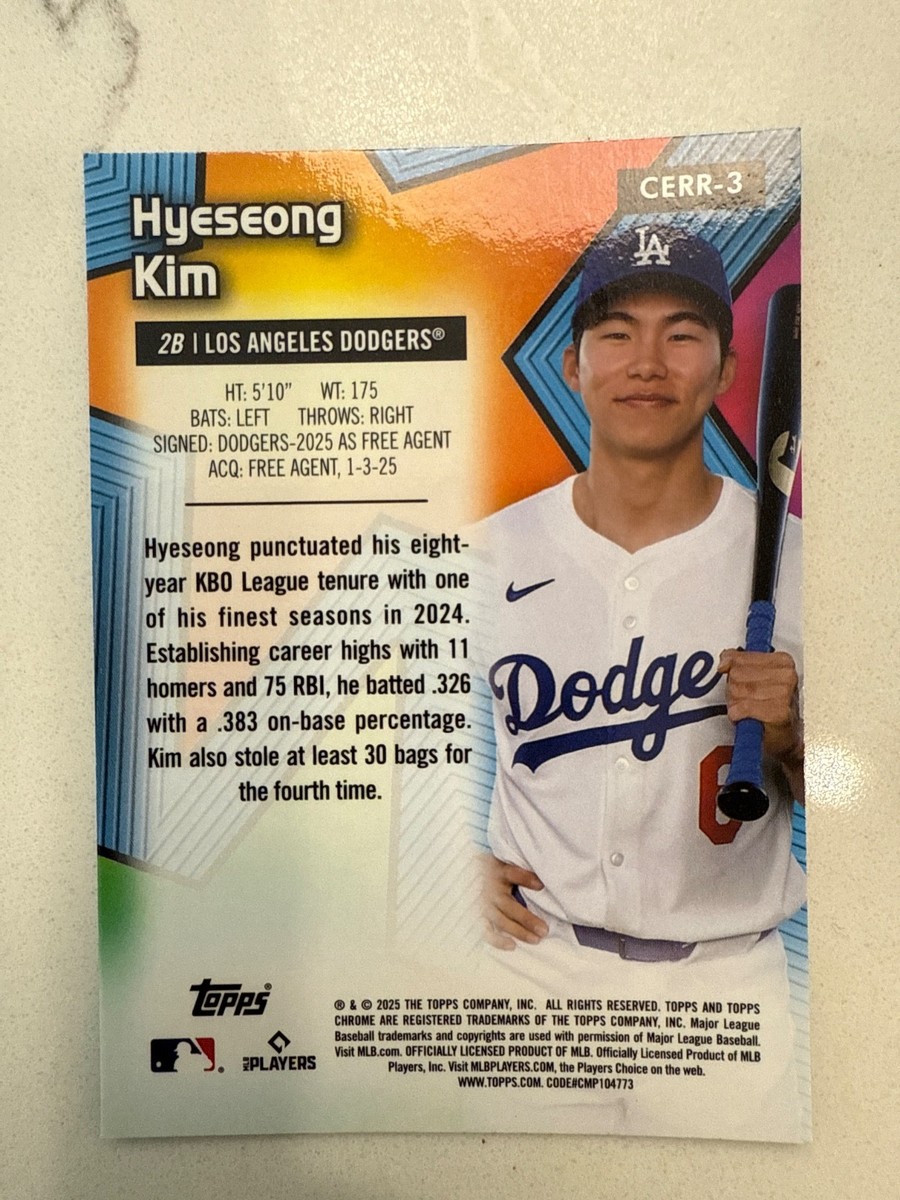 CERR-3
Hyeseong
Kim
2B | LOS ANGELES DODGERS®
HT: 5'10" WT: 175
BATS: LEFT THROWS: RIGHT
SIGNED: DODGERS-2025 AS FREE AGENT
ACQ: FREE AGENT, 1-3-25
Hyeseong punctuated his eight-
year KBO League tenure with one
of his finest seasons in 2024.
Establishing career highs with 11
homers and 75 RBI, he batted .326
with a .383 on-base percentage.
Kim also stole at least 30 bags for
the fourth time.
LA
Dodge
6
Topps®
MLB PLAYERS
® & © 2025 THE TOPPS COMPANY, INC. ALL RIGHTS RESERVED. TOPPS AND TOPPS
CHROME ARE REGISTERED TRADEMARKS OF THE TOPPS COMPANY, INC. Major League
Baseball trademarks and copyrights are used with permission of Major League Baseball.
Visit MLB.com. OFFICIALLY LICENSED PRODUCT OF MLB. Officially Licensed Product of MLB
Players, Inc. Visit MLBPLAYERS.COM, the Players Choice on the web.
WWW.TOPPS.COM. CODE#CMP104773